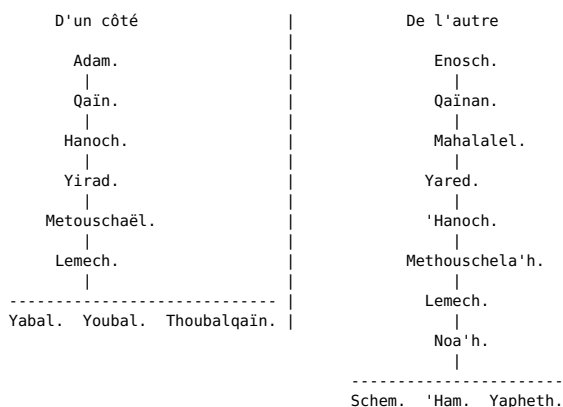 D'un côté | De l'autre
Adam. | Enosch.
Qaïn. | Qaïnan.
Hanoch. | Mahalalel.
Yirad. | Yared.
Metouschaël. | 'Hanoch.
Lemech. | Methouschela'h.
----------------------------- | Lemech.
Yabal. Youbal. Thoubalqaïn. |
Noa'h.
-----------------------
Schem. 'Ham. Yapheth.